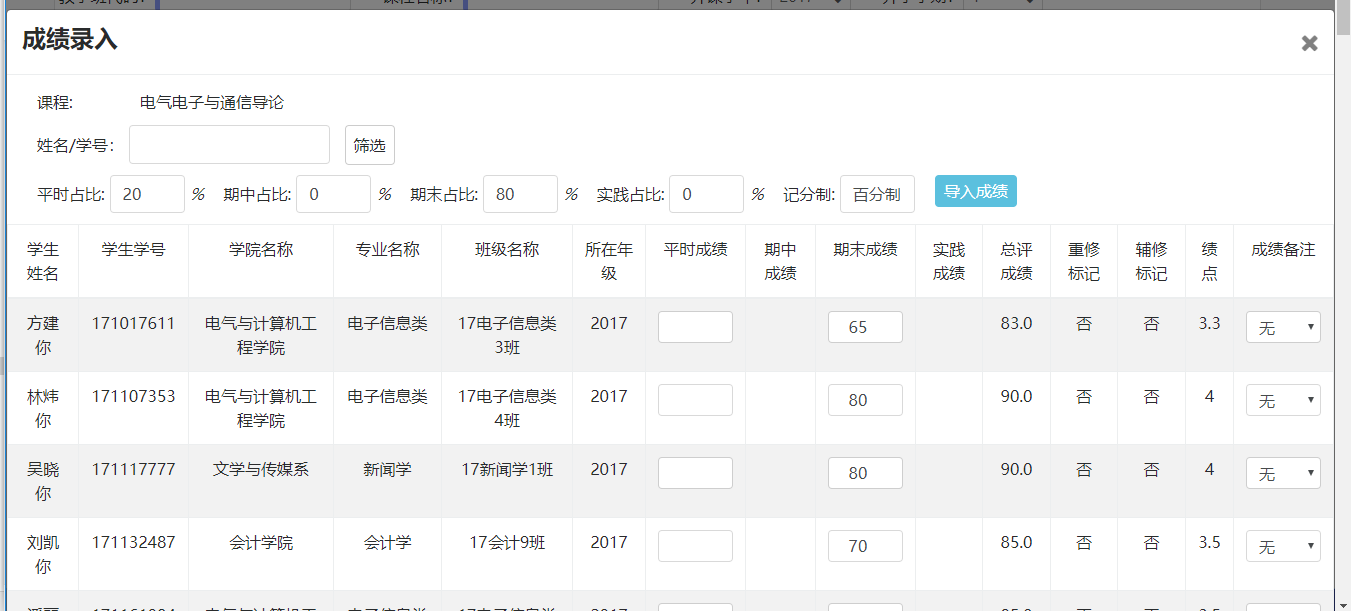 成绩录入
课程: 电气电子与通信导论
姓名/学号: 筛选
平时占比: 20 % 期中占比: 0 % 期末占比: 80 % 实践占比: 0 % 记分制: 百分制 导入成绩
学生姓名 学生学号 学院名称 专业名称 班级名称 所在年级 平时成绩 期中成绩 期末成绩 实践成绩 总评成绩 重修标记 辅修标记 绩点 成绩备注
方建你 171017611 电气与计算机工程学院 电子信息类 17电子信息类3班 2017 65 83.0 否 否 3.3 无
林炜你 171107353 电气与计算机工程学院 电子信息类 17电子信息类4班 2017 80 90.0 否 否 4 无
吴晓你 171117777 文学与传媒系 新闻学 17新闻学1班 2017 80 90.0 否 否 4 无
刘凯你 171132487 会计学院 会计学 17会计9班 2017 70 85.0 否 否 3.5 无